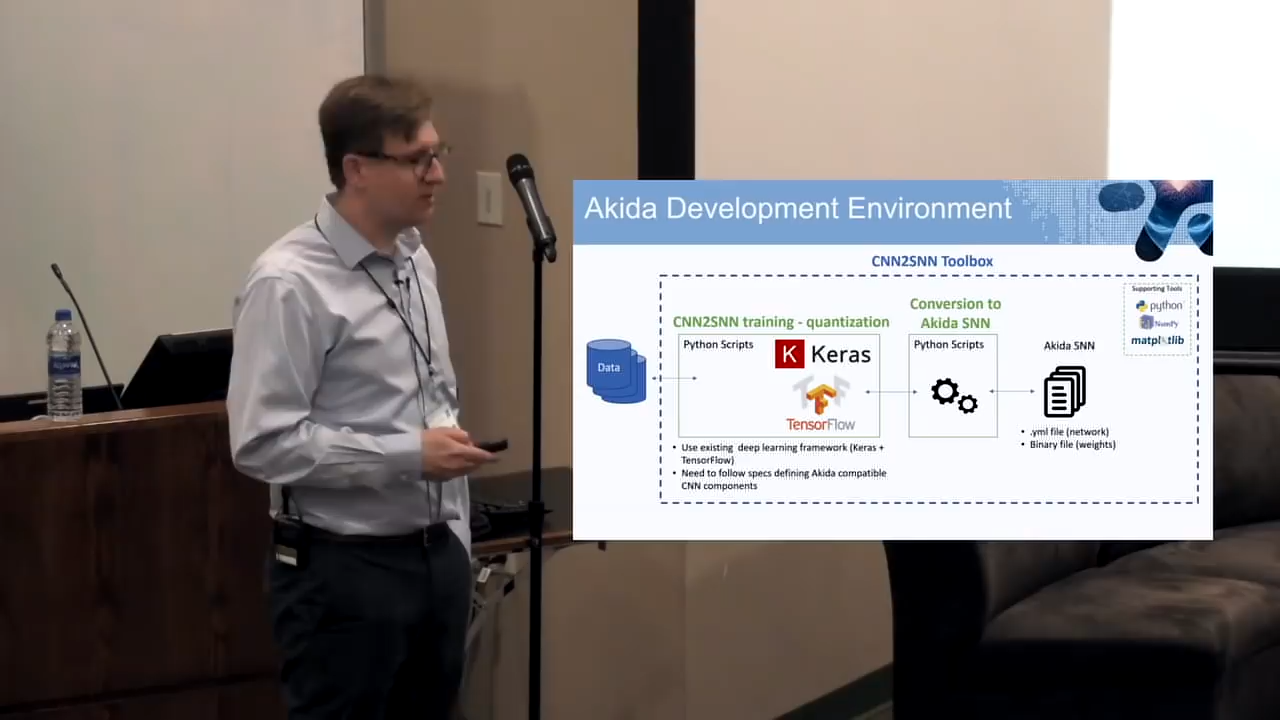 Akida Development Environment
CNN2SNN Toolbox
Supporting Tools
python
NumPy
matplotlib
CNN2SNN training - quantization
Python Scripts
K Keras
TensorFlow
Conversion to
Akida SNN
Python Scripts
Akida SNN
Data
• .yml file (network)
• Binary file (weights)
• Use existing deep learning framework (Keras +
TensorFlow)
• Need to follow specs defining Akida compatible
CNN components